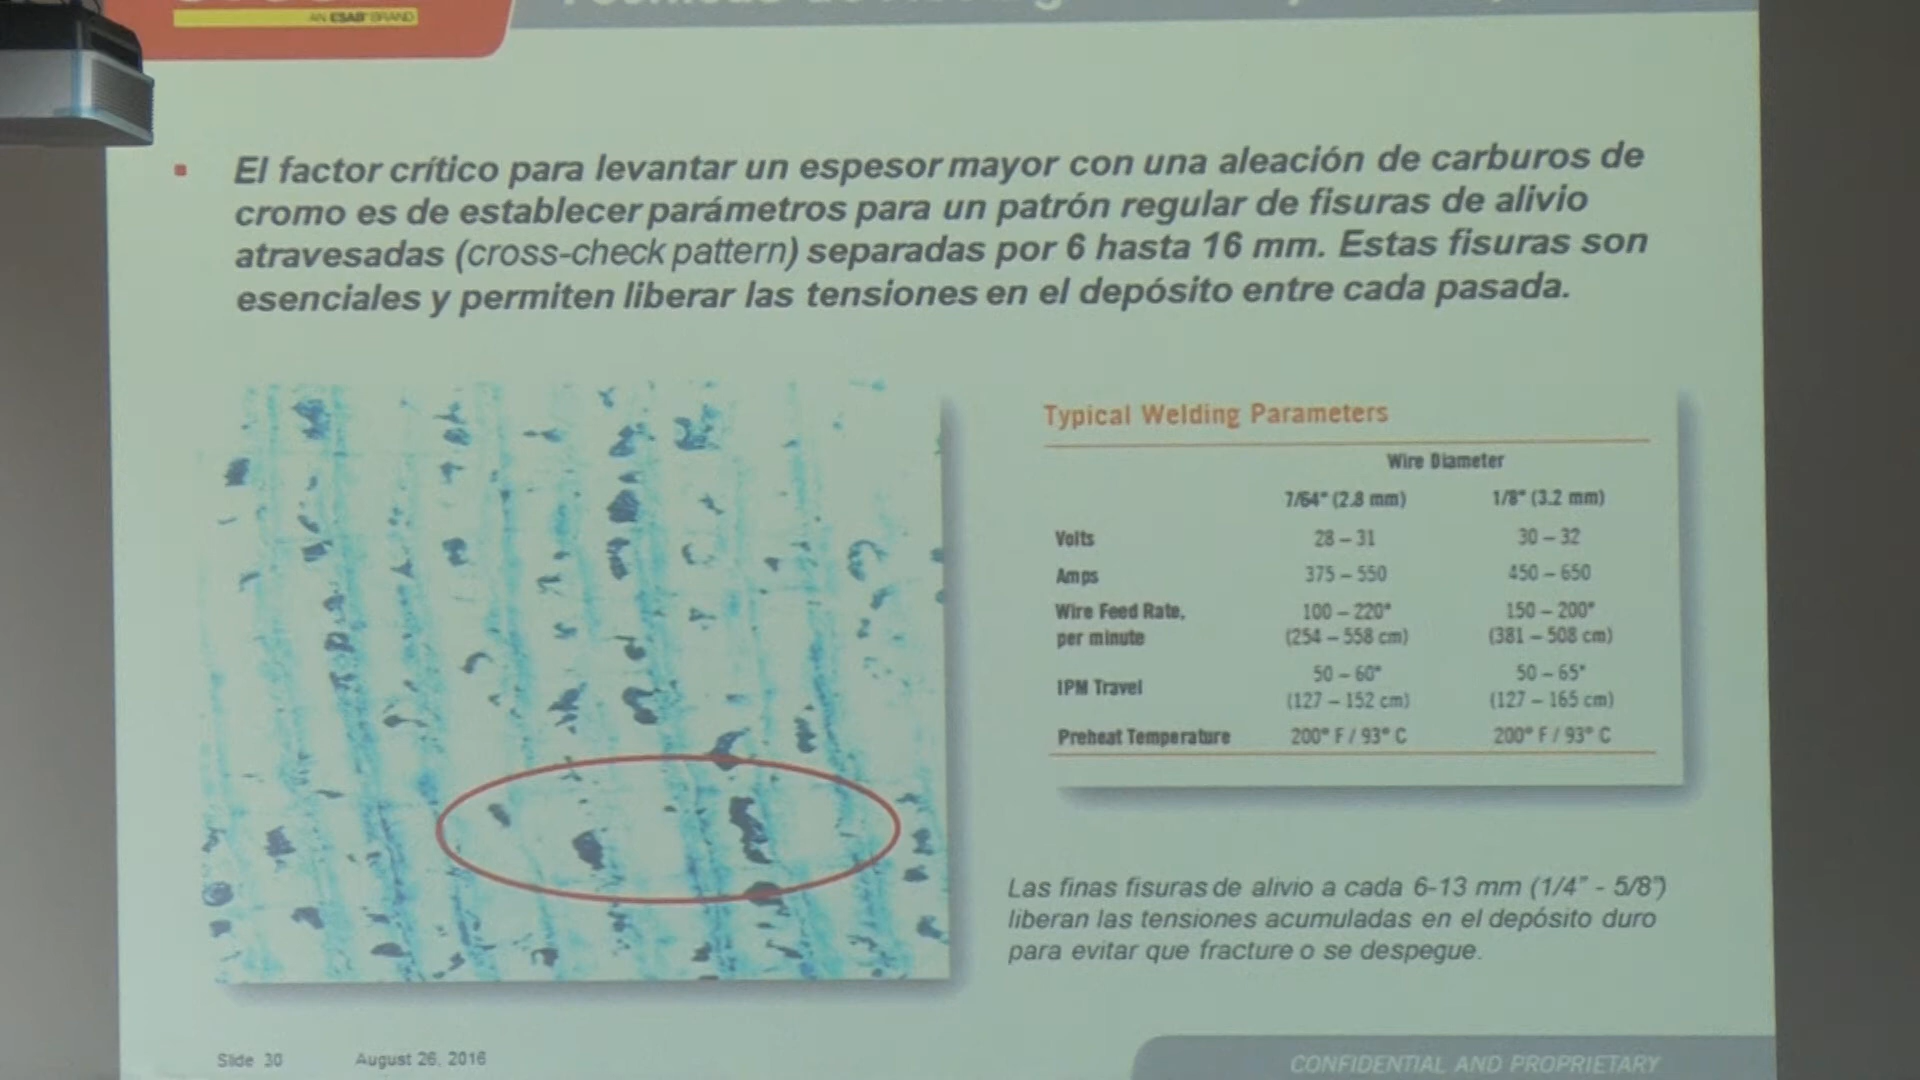 AN ESAB® BRAND
El factor crítico para levantar un espesor mayor con una aleación de carburos de
cromo es de establecer parámetros para un patrón regular de fisuras de alivio
atravesadas (cross-check pattern) separadas por 6 hasta 16 mm. Estas fisuras son
esenciales y permiten liberar las tensiones en el depósito entre cada pasada.
Typical Welding Parameters
Wire Diameter
7/64" (2.8 mm) 1/8" (3.2 mm)
Volts 28 – 31 30 – 32
Amps 375 – 550 450 – 650
Wire Feed Rate, 100 – 220" 150 – 200"
per minute (254 – 558 cm) (381 – 508 cm)
IPM Travel 50 – 60" 50 – 65"
(127 – 152 cm) (127 – 165 cm)
Preheat Temperature 200° F / 93° C 200° F / 93° C
Las finas fisuras de alivio a cada 6-13 mm (1/4" - 5/8")
liberan las tensiones acumuladas en el depósito duro
para evitar que fracture o se despegue.
Slide 30 August 26, 2016
CONFIDENTIAL AND PROPRIETARY